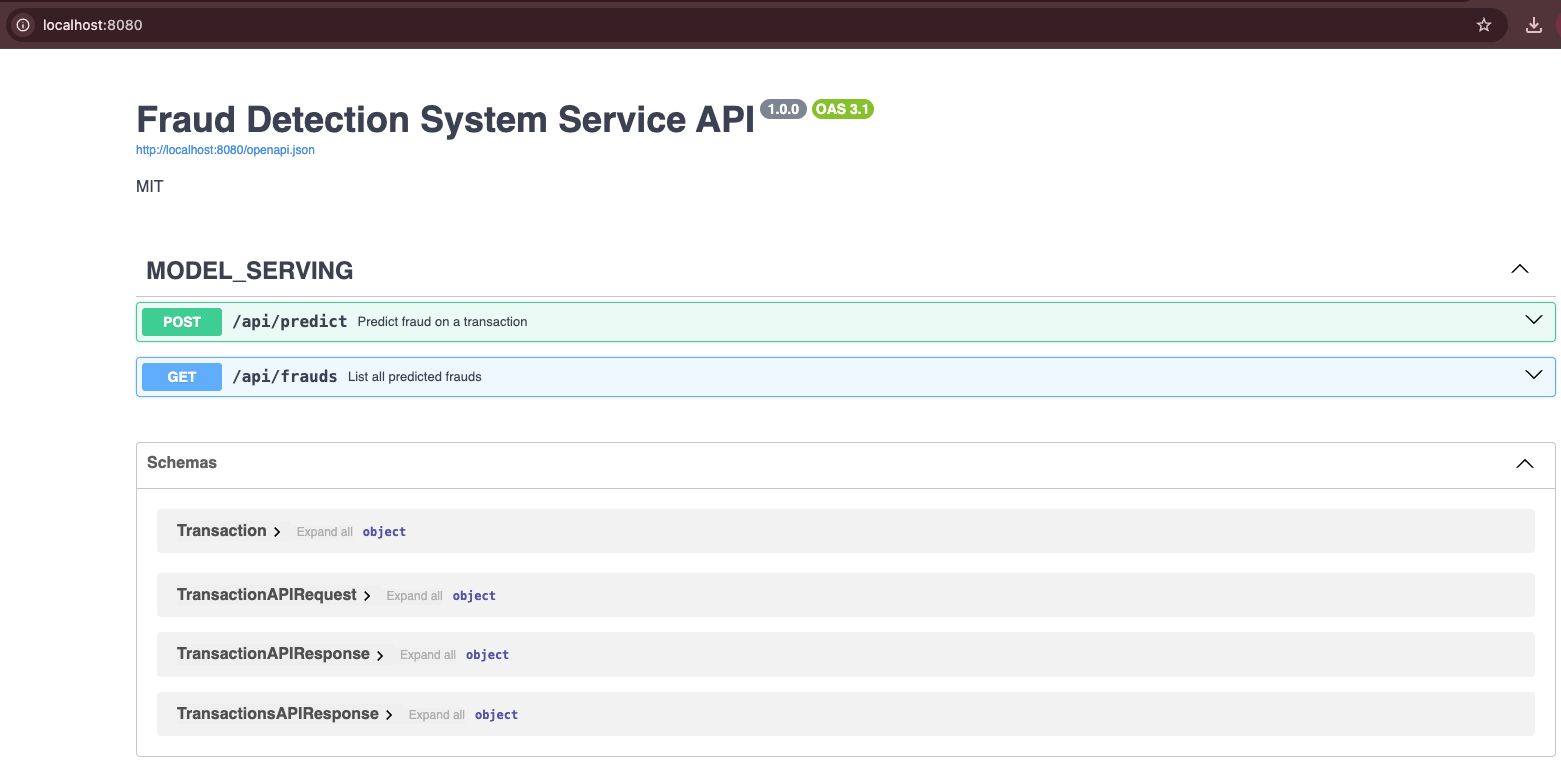 localhost:8080
Fraud Detection System Service API 1.0.0 OAS 3.1
http://localhost:8080/openapi.json
MIT
MODEL_SERVING
POST /api/predict Predict fraud on a transaction
GET /api/frauds List all predicted frauds
Schemas
Transaction Expand all object
TransactionAPIRequest Expand all object
TransactionAPIResponse Expand all object
TransactionsAPIResponse Expand all object